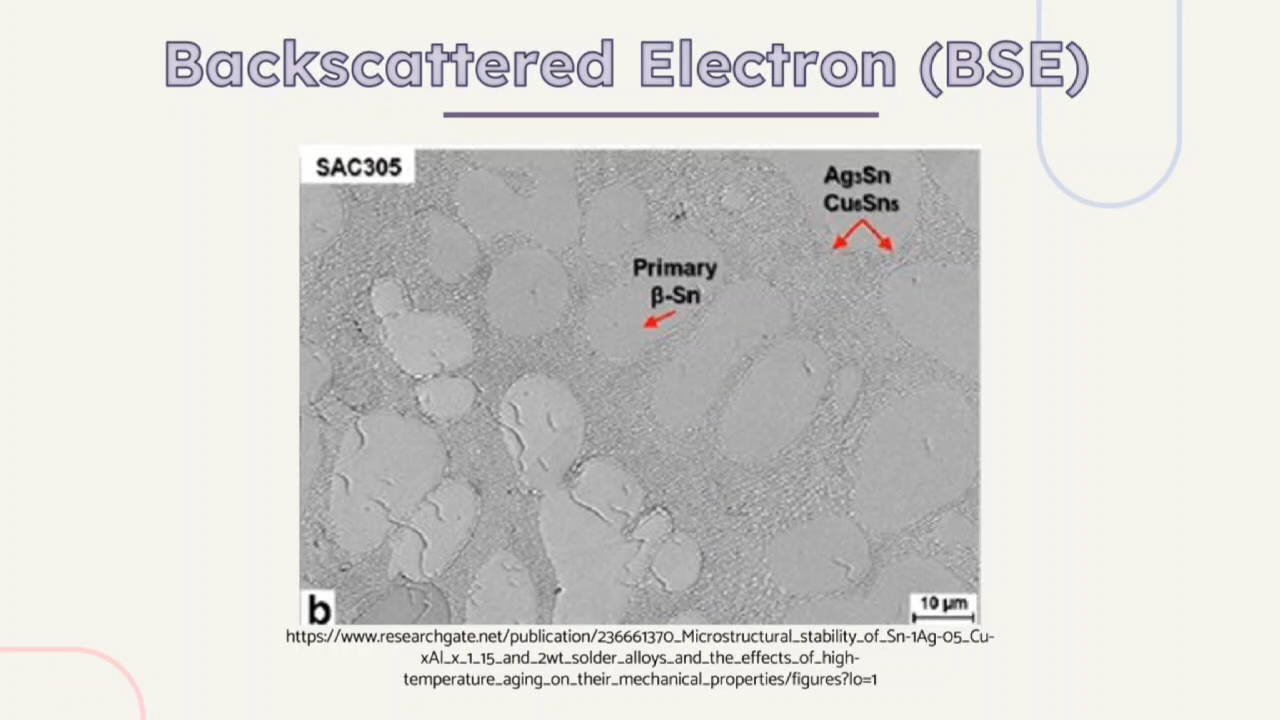 Backscattered Electron (BSE)
SAC305
Ag₃Sn
Cu₆Sn₅
Primary
β-Sn
b
10 µm
https://www.researchgate.net/publication/236661370_Microstructural_stability_of_Sn-1Ag-05_Cu-
xAl_x_1_15_and_2wt_solder_alloys_and_the_effects_of_high-
temperature_aging_on_their_mechanical_properties/figures?lo=1